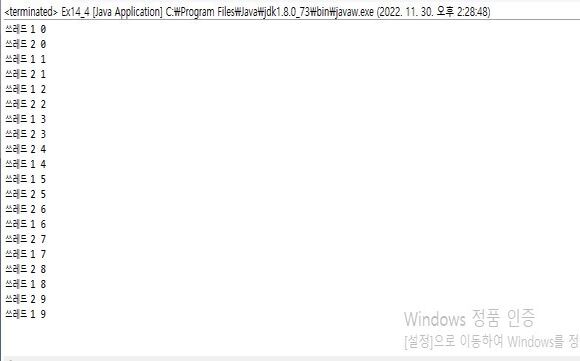 <terminated> Ex14_4 [Java Application] C:₩Program Files₩Java₩jdk1.8.0_73₩bin₩javaw.exe (2022. 11. 30. 오후 2:28:48)
쓰레드 1 0
쓰레드 2 0
쓰레드 1 1
쓰레드 2 1
쓰레드 1 2
쓰레드 2 2
쓰레드 1 3
쓰레드 2 3
쓰레드 2 4
쓰레드 1 4
쓰레드 1 5
쓰레드 2 5
쓰레드 2 6
쓰레드 1 6
쓰레드 2 7
쓰레드 1 7
쓰레드 2 8
쓰레드 1 8
쓰레드 2 9
쓰레드 1 9
Windows 정품 인증
[설정]으로 이동하여 Windows를 정